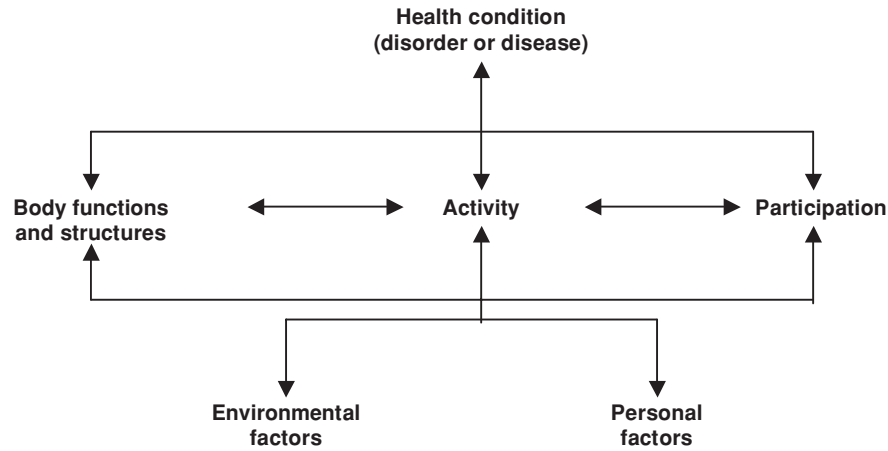 Health condition
(disorder or disease)
Body functions
and structures
Activity
Participation
Environmental
factors
Personal
factors